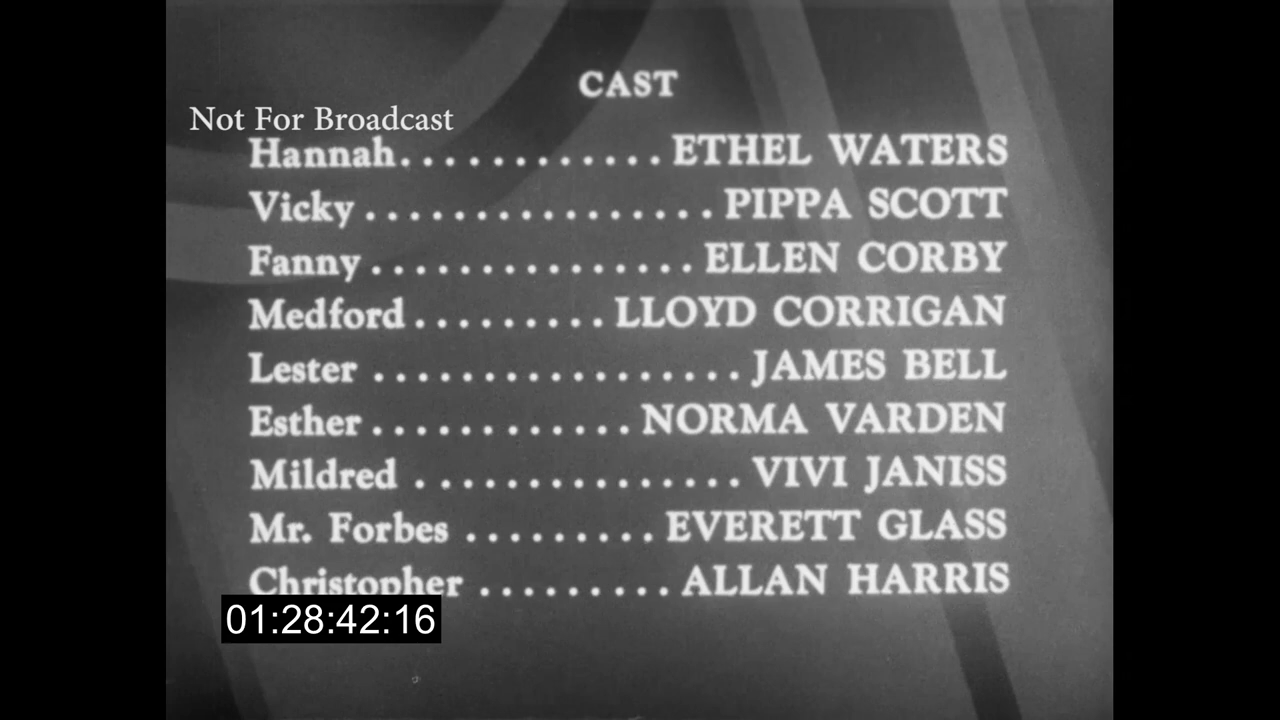 CAST
Not For Broadcast
Hannah............ETHEL WATERS
Vicky ................PIPPA SCOTT
Fanny ...............ELLEN CORBY
Medford .........LLOYD CORRIGAN
Lester .................JAMES BELL
Esther ............NORMA VARDEN
Mildred ...............VIVI JANISS
Mr. Forbes .........EVERETT GLASS
Christopher .........ALLAN HARRIS
01:28:42:16